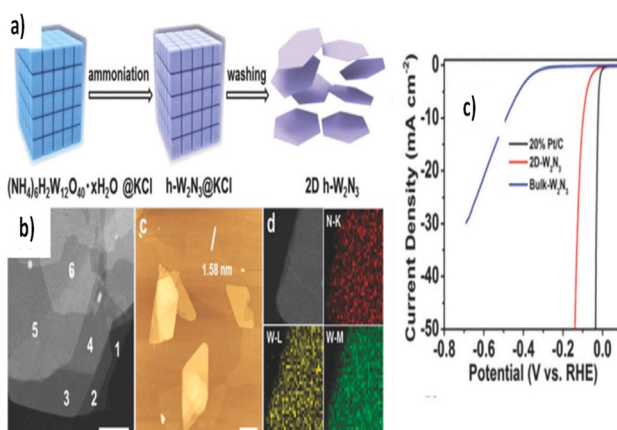 a)
ammoniation
washing
(NH₄)₆H₂W₁₂O₄₀·xH₂O @KCl
h-W₂N₃@KCl
2D h-W₂N₃
b)
6
5
4
1
3
2
c
1.58 nm
d
N-K
W-L
W-M
c)
Current Density (mA cm⁻²)
0
-10
-20
-30
-40
-50
20% Pt/C
2D-W₂N₃
Bulk-W₂N₃
-0.8
-0.6
-0.4
-0.2
0.0
Potential (V vs. RHE)